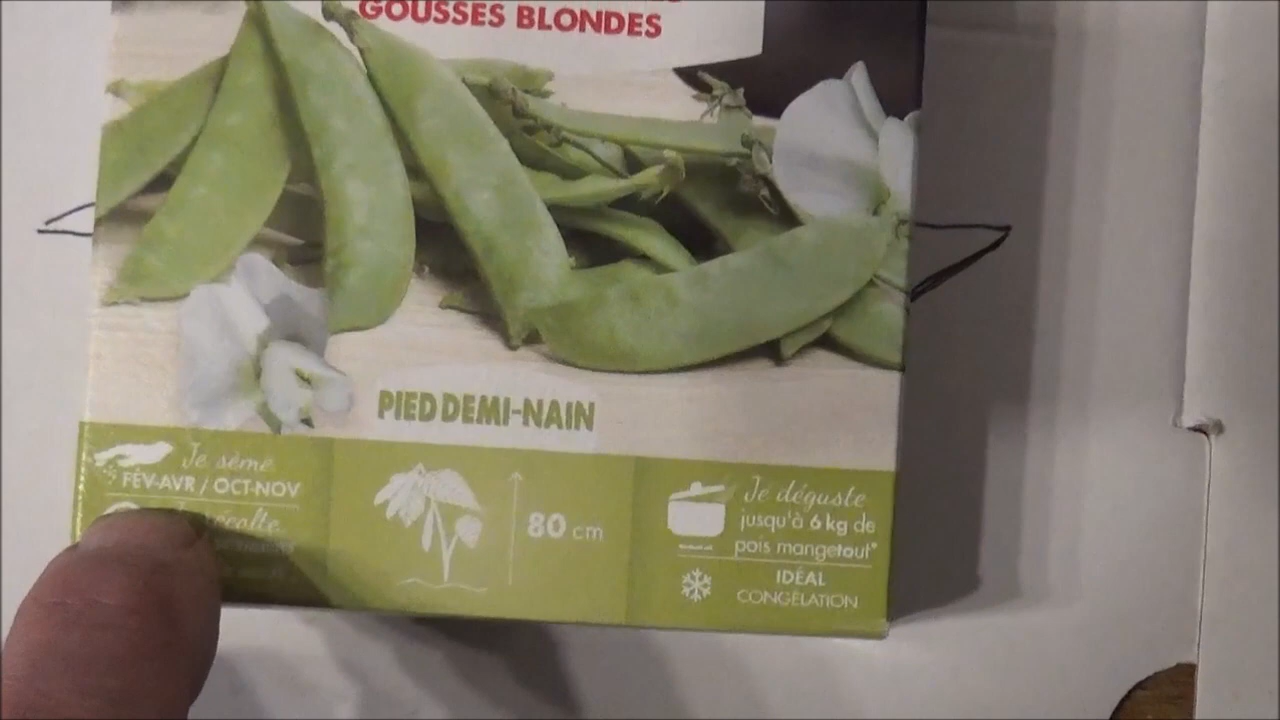 GOUSSES BLONDES
PIED DEMI-NAIN
Je sème
FÉV-AVR / OCT-NOV
récolte
80 cm
Je déguste
jusqu'à 6 kg de
pois mangetout*
IDÉAL
CONGÉLATION